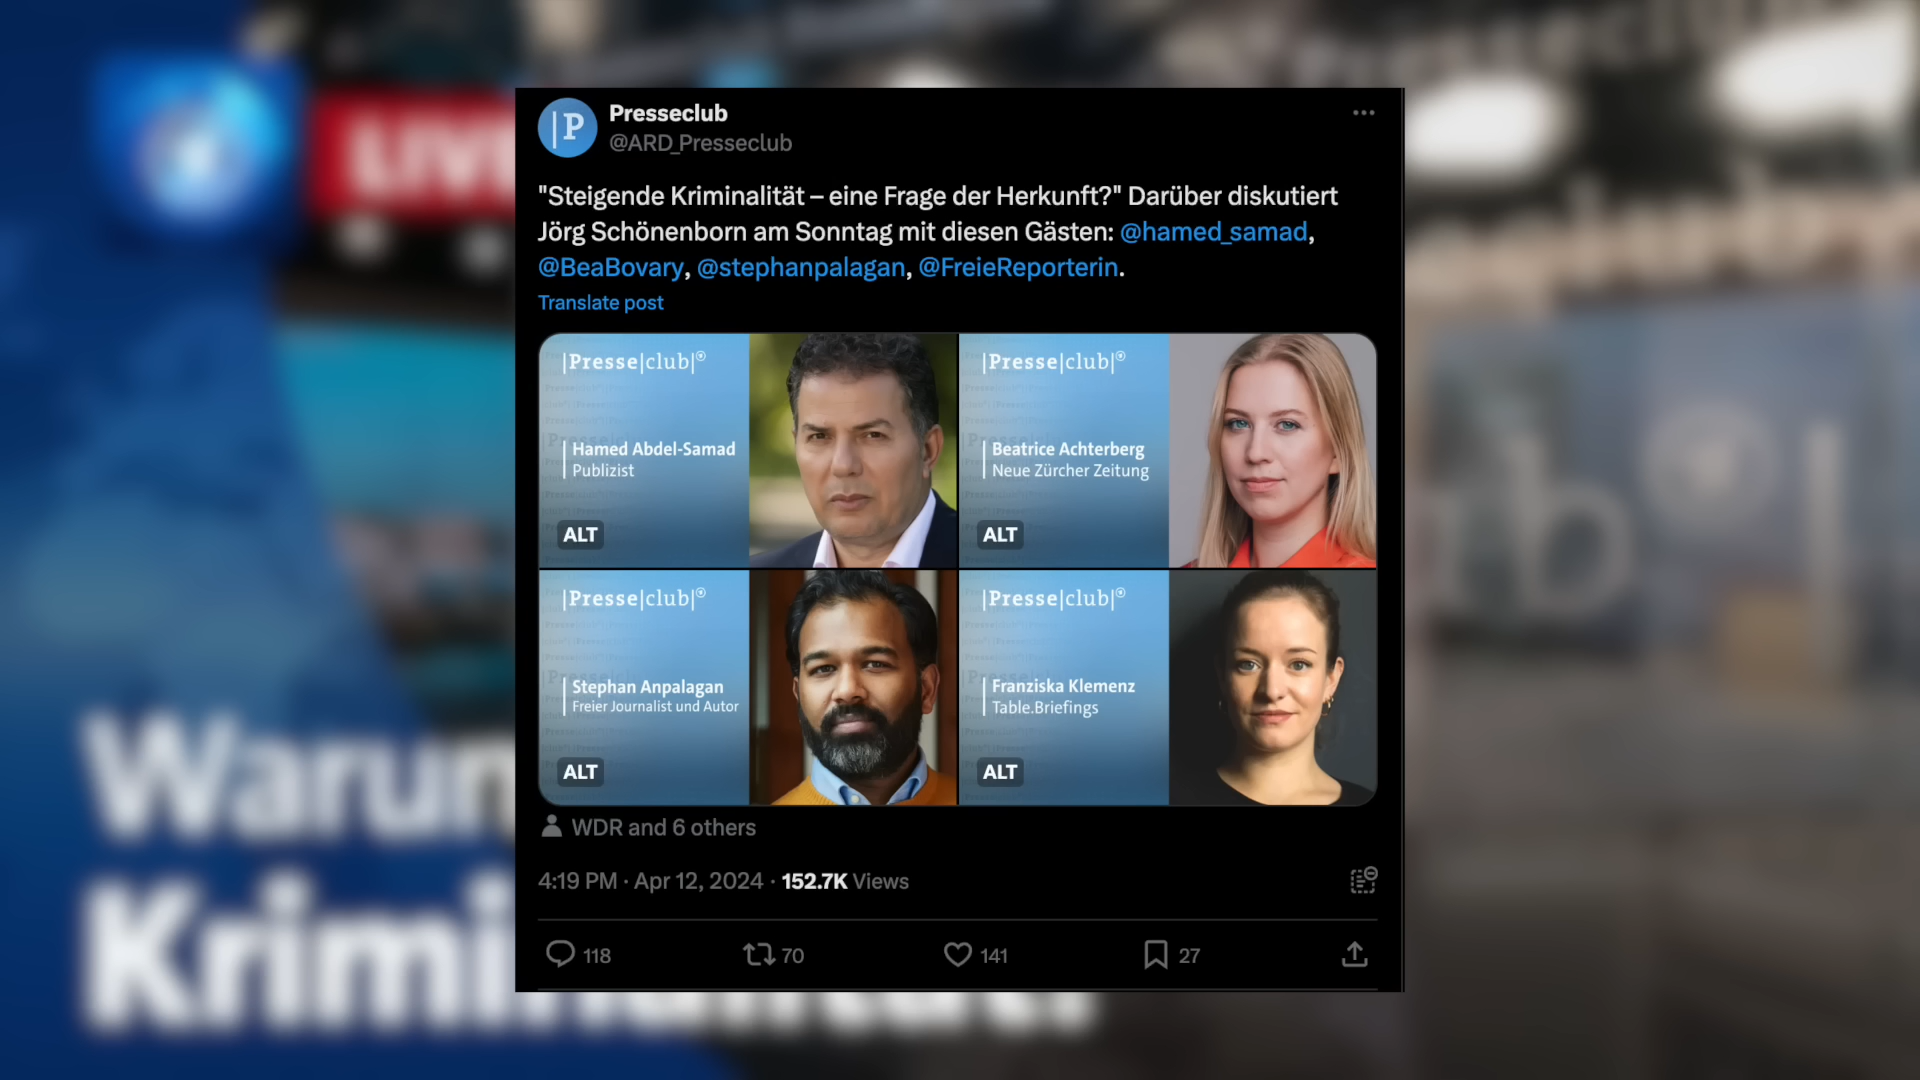 LIVE
Presseclub
@ARD_Presseclub
"Steigende Kriminalität – eine Frage der Herkunft?" Darüber diskutiert
Jörg Schönenborn am Sonntag mit diesen Gästen: @hamed_samad,
@BeaBovary, @stephanpalagan, @FreieReporterin.
Translate post
|Presse|club|
Hamed Abdel-Samad
Publizist
ALT
|Presse|club|
Beatrice Achterberg
Neue Zürcher Zeitung
ALT
|Presse|club|
Stephan Anpalagan
Freier Journalist und Autor
ALT
|Presse|club|
Franziska Klemenz
Table.Briefings
ALT
WDR and 6 others
4:19 PM · Apr 12, 2024 · 152.7K Views
118
70
141
27